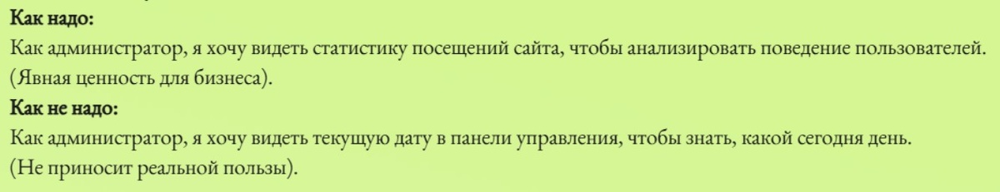 Как надо:
Как администратор, я хочу видеть статистику посещений сайта, чтобы анализировать поведение пользователей.
(Явная ценность для бизнеса).
Как не надо:
Как администратор, я хочу видеть текущую дату в панели управления, чтобы знать, какой сегодня день.
(Не приносит реальной пользы).